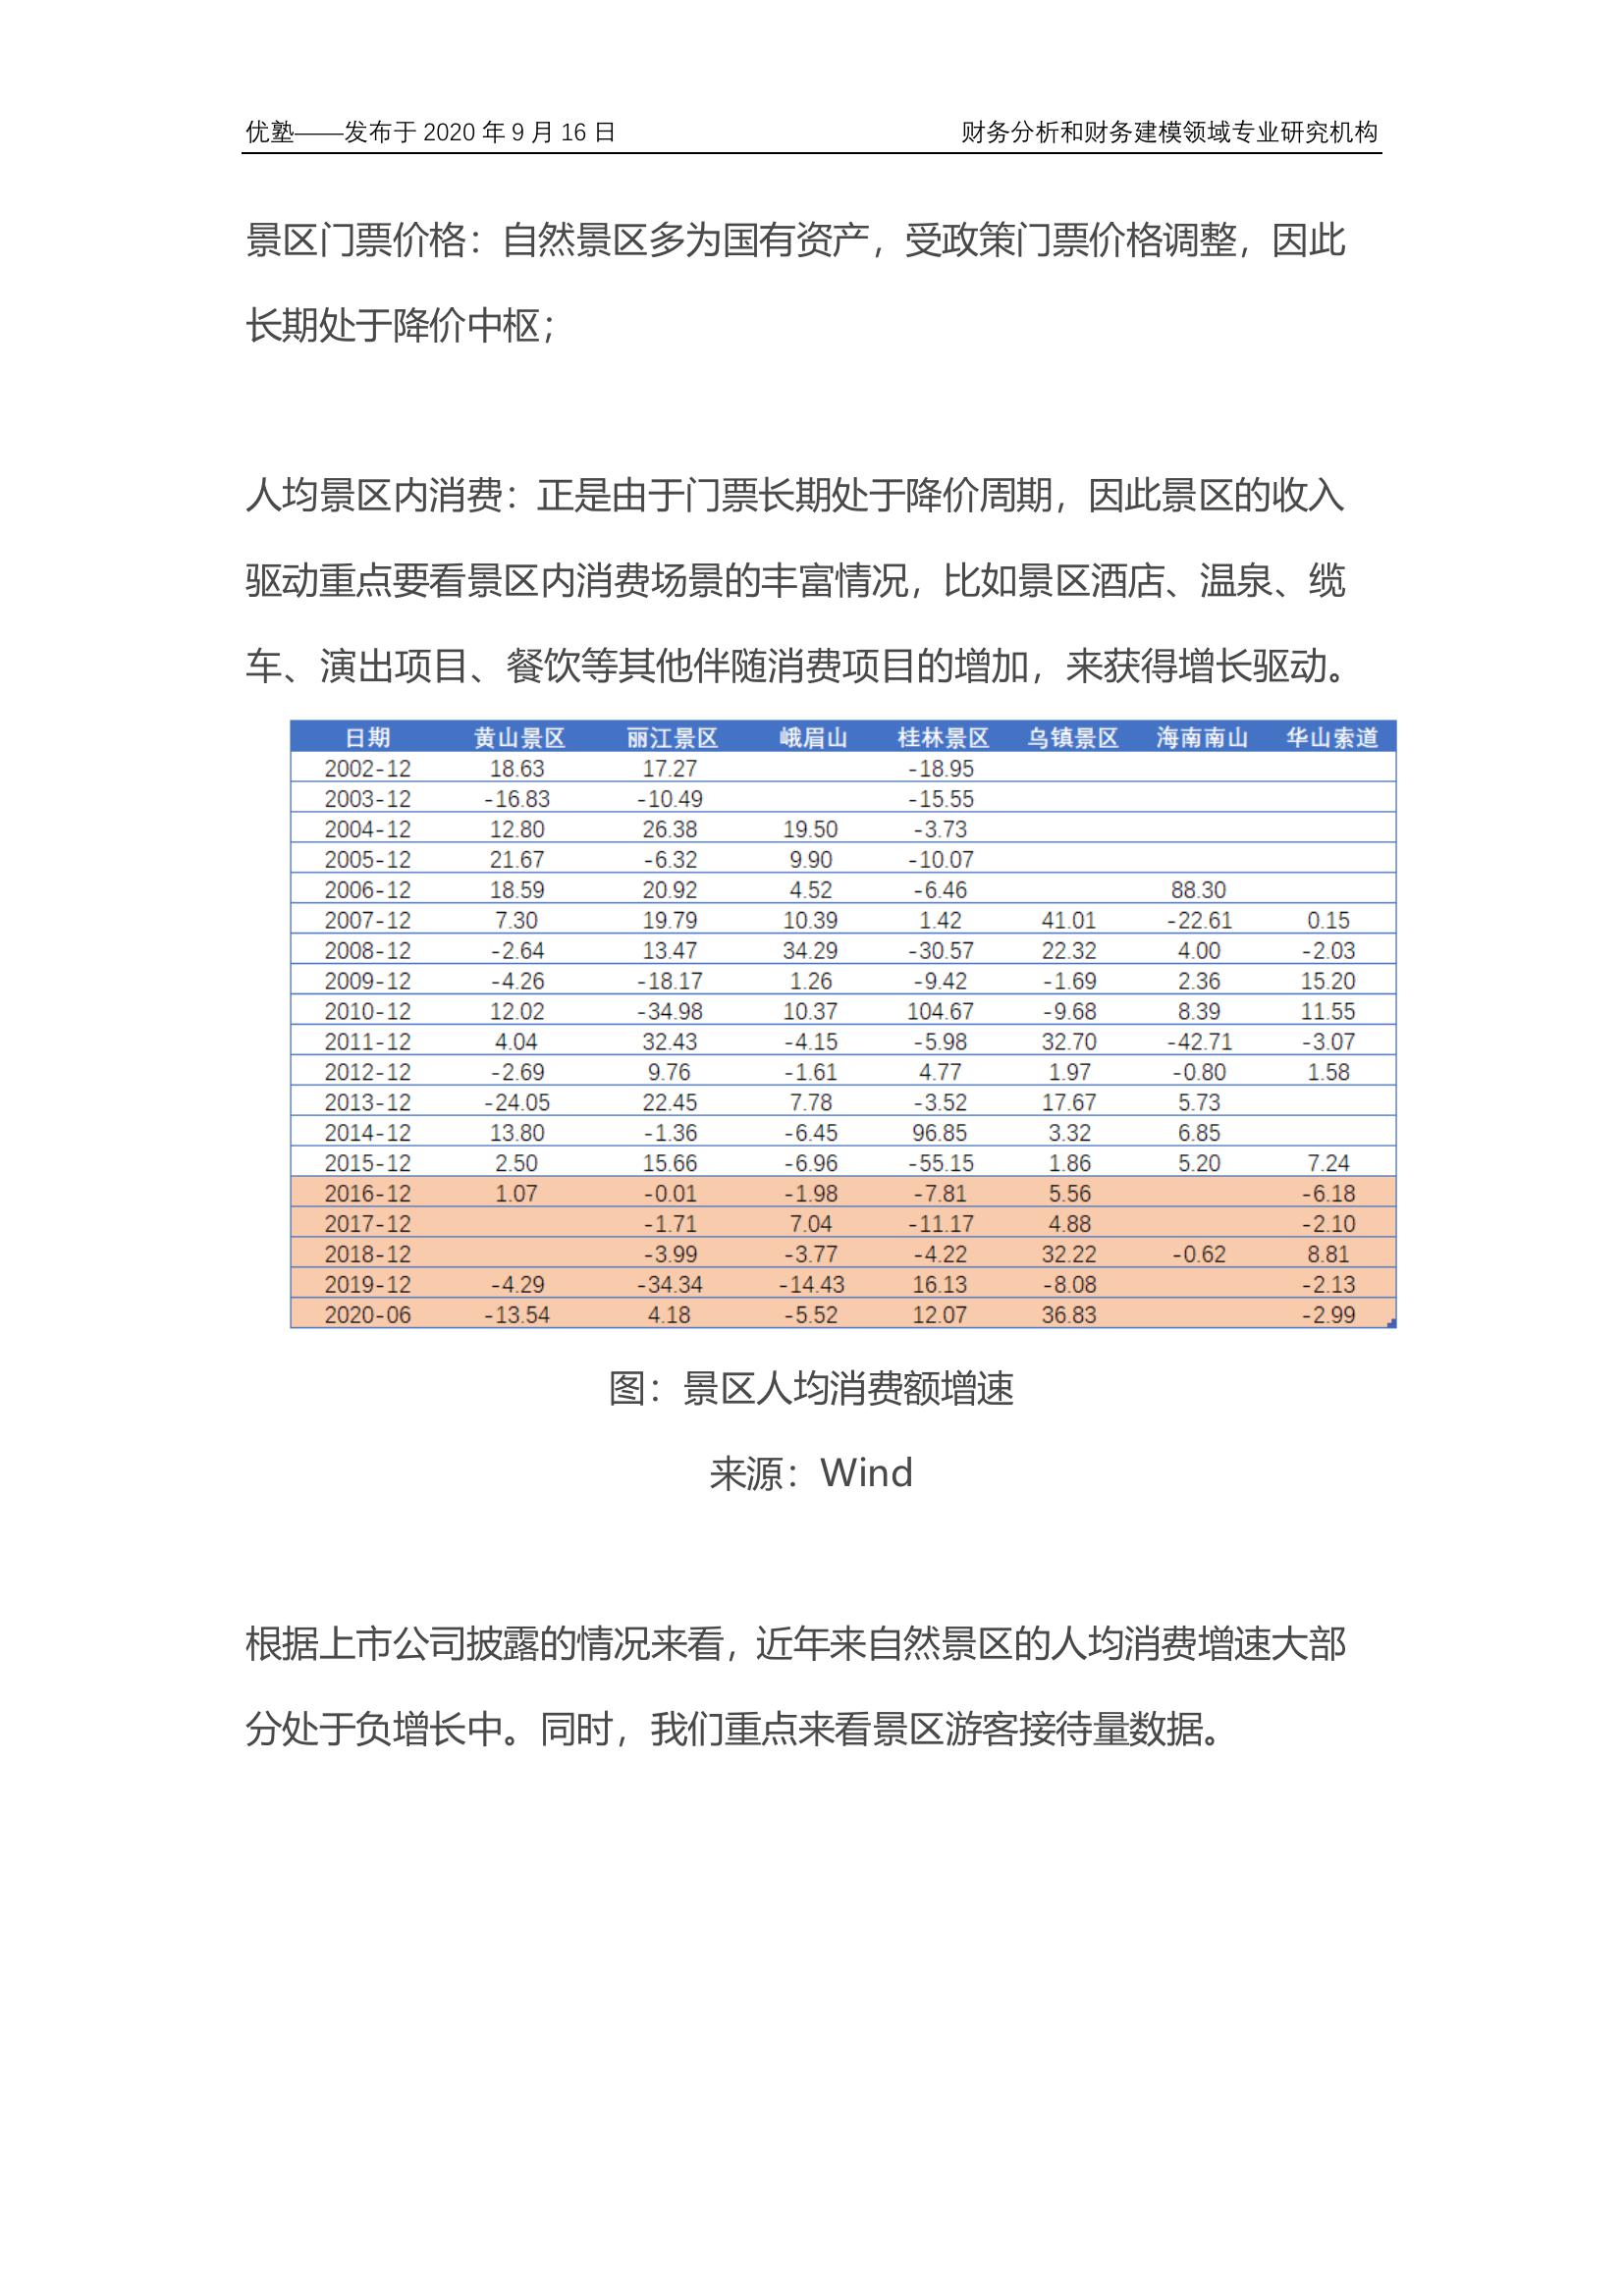 优塾——发布于 2020 年 9 月 16 日 财务分析和财务建模领域专业研究机构
景区门票价格：自然景区多为国有资产，受政策门票价格调整，因此
长期处于降价中枢；
人均景区内消费：正是由于门票长期处于降价周期，因此景区的收入
驱动重点要看景区内消费场景的丰富情况，比如景区酒店、温泉、缆
车、演出项目、餐饮等其他伴随消费项目的增加，来获得增长驱动。
日期 黄山景区 丽江景区 峨眉山 桂林景区 乌镇景区 海南南山 华山索道
2002-12 18.63 17.27 -18.95
2003-12 -16.83 -10.49 -15.55
2004-12 12.80 26.38 19.50 -3.73
2005-12 21.67 -6.32 9.90 -10.07
2006-12 18.59 20.92 4.52 -6.46 88.30
2007-12 7.30 19.79 10.39 1.42 41.01 -22.61 0.15
2008-12 -2.64 13.47 34.29 -30.57 22.32 4.00 -2.03
2009-12 -4.26 -18.17 1.26 -9.42 -1.69 2.36 15.20
2010-12 12.02 -34.98 10.37 104.67 -9.68 8.39 11.55
2011-12 4.04 32.43 -4.15 -5.98 32.70 -42.71 -3.07
2012-12 -2.69 9.76 -1.61 4.77 1.97 -0.80 1.58
2013-12 -24.05 22.45 7.78 -3.52 17.67 5.73
2014-12 13.80 -1.36 -6.45 96.85 3.32 6.85
2015-12 2.50 15.66 -6.96 -55.15 1.86 5.20 7.24
2016-12 1.07 -0.01 -1.98 -7.81 5.56 -6.18
2017-12 -1.71 7.04 -11.17 4.88 -2.10
2018-12 -3.99 -3.77 -4.22 32.22 -0.62 8.81
2019-12 -4.29 -34.34 -14.43 16.13 -8.08 -2.13
2020-06 -13.54 4.18 -5.52 12.07 36.83 -2.99
图：景区人均消费额增速
来源：Wind
根据上市公司披露的情况来看，近年来自然景区的人均消费增速大部
分处于负增长中。同时，我们重点来看景区游客接待量数据。